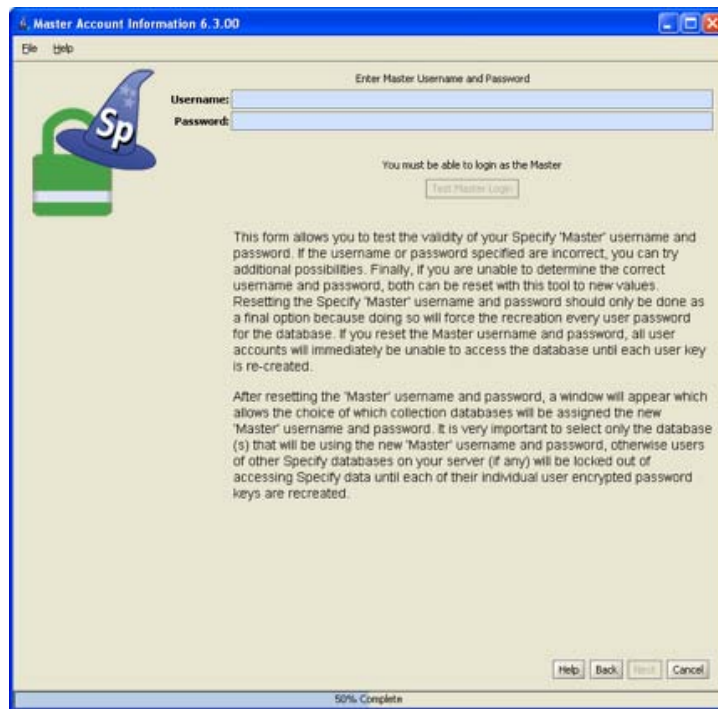 Master Account Information 6.3.00
File Help
Sp
Enter Master Username and Password
Username:
Password:
You must be able to login as the Master
Test Master Login
This form allows you to test the validity of your Specify 'Master' username and
password. If the username or password specified are incorrect, you can try
additional possibilities. Finally, if you are unable to determine the correct
username and password, both can be reset with this tool to new values.
Resetting the Specify 'Master' username and password should only be done as
a final option because doing so will force the recreation every user password
for the database. If you reset the Master username and password, all user
accounts will immediately be unable to access the database until each user key
is re-created.
After resetting the 'Master' username and password, a window will appear which
allows the choice of which collection databases will be assigned the new
'Master' username and password. It is very important to select only the database
(s) that will be using the new 'Master' username and password, otherwise users
of other Specify databases on your server (if any) will be locked out of
accessing Specify data until each of their individual user encrypted password
keys are recreated.
Help Back Next Cancel
50% Complete